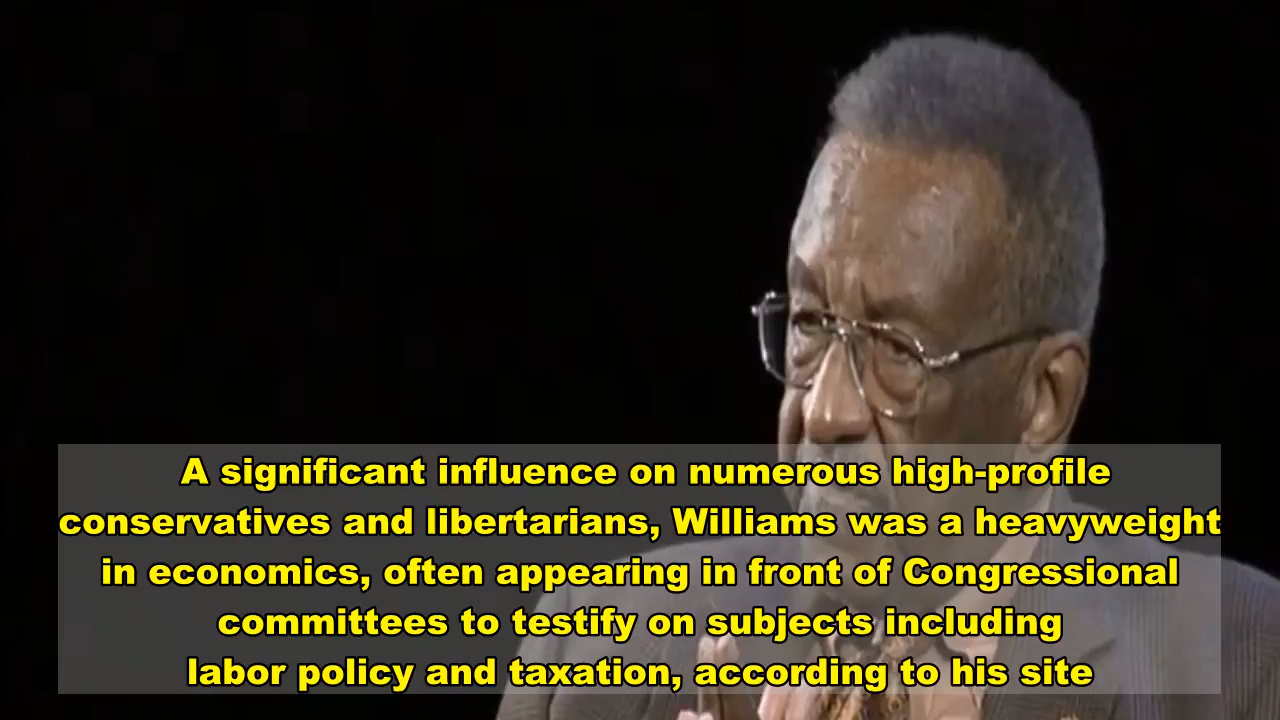 A significant influence on numerous high-profile
conservatives and libertarians, Williams was a heavyweight
in economics, often appearing in front of Congressional
committees to testify on subjects including
labor policy and taxation, according to his site